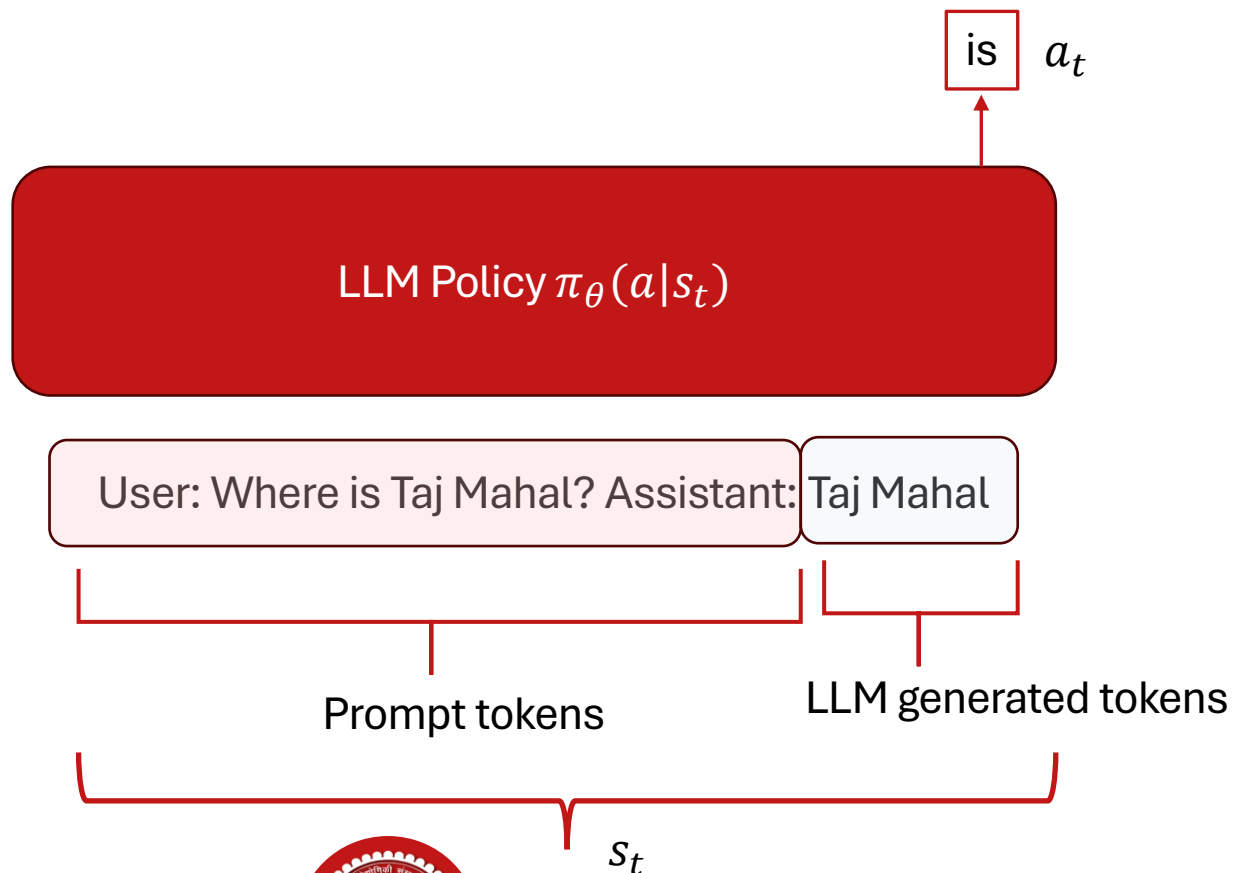 is a_t
LLM Policy π_θ(a|s_t)
User: Where is Taj Mahal? Assistant: Taj Mahal
Prompt tokens
LLM generated tokens
s_t